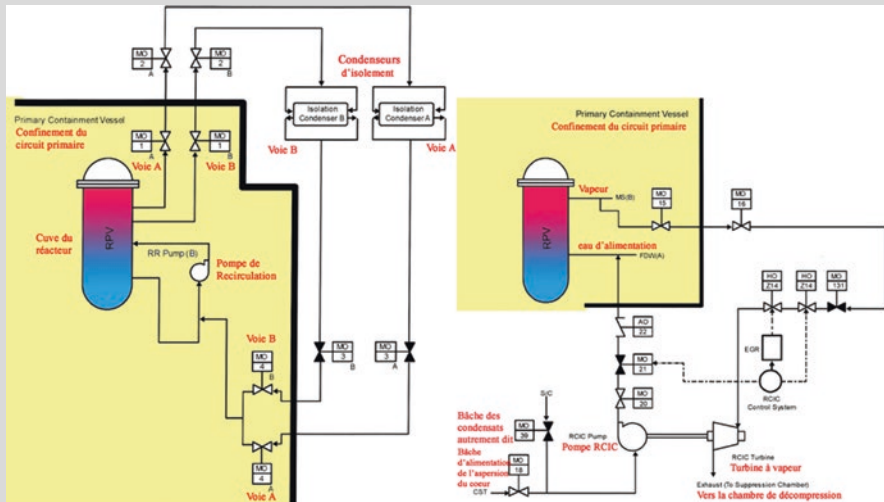 MO
2
A
MO
2
B
Condenseurs
d'isolement
Isolation
Condenser B
Isolation
Condenser A
Voie B
Voie A
Primary Containment Vessel
Confinement du
circuit primaire
MO
1
A
MO
1
B
Voie A
Voie B
Cuve du
réacteur
RPV
RR Pump (B)
Pompe de
Recirculation
Voie B
MO
4
B
MO
3
B
MO
3
A
MO
4
A
Voie A
Primary Containment Vessel
Confinement du circuit primaire
Vapeur
MS(B)
MO
15
MO
16
RPV
eau d'alimentation
FDW(A)
HO
Z14
HO
Z14
MO
131
AO
22
EGR
MO
21
RCIC
Control System
MO
20
S/C
Bâche des
condensats
autrement dit
Bâche
d'alimentation
de l'aspersion
du coeur
MO
39
MO
18
CST
RCIC Pump
Pompe RCIC
RCIC Turbine
Turbine à vapeur
Exhaust (To Suppression Chamber)
Vers la chambre de décompression